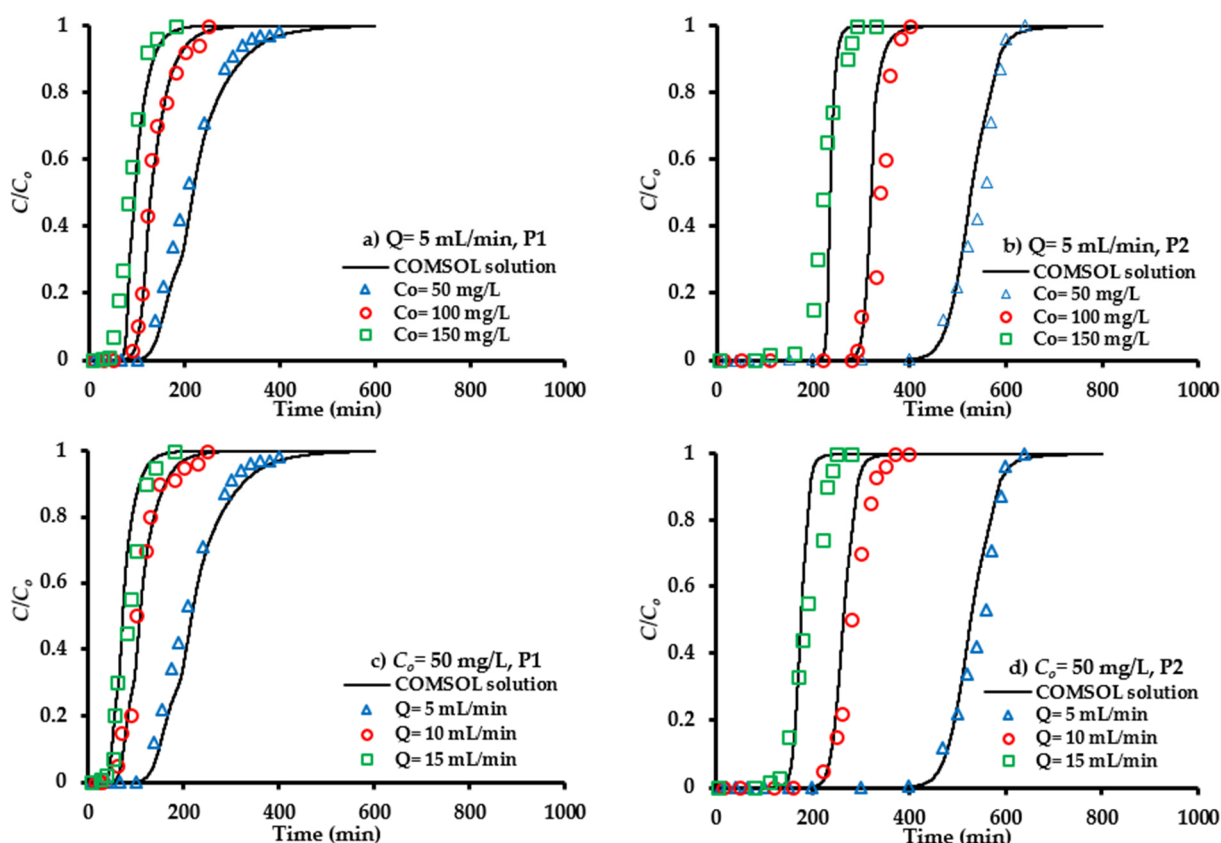 1
0.8
0.6
0.4
0.2
0
C/Co
a) Q= 5 mL/min, P1
COMSOL solution
Co= 50 mg/L
Co= 100 mg/L
Co= 150 mg/L
0 200 400 600 800 1000
Time (min)
1
0.8
0.6
0.4
0.2
0
C/Co
b) Q= 5 mL/min, P2
COMSOL solution
Co= 50 mg/L
Co= 100 mg/L
Co= 150 mg/L
0 200 400 600 800 1000
Time (min)
1
0.8
0.6
0.4
0.2
0
C/Co
c) Co= 50 mg/L, P1
COMSOL solution
Q= 5 mL/min
Q= 10 mL/min
Q= 15 mL/min
0 200 400 600 800 1000
Time (min)
1
0.8
0.6
0.4
0.2
0
C/Co
d) Co= 50 mg/L, P2
COMSOL solution
Q= 5 mL/min
Q= 10 mL/min
Q= 15 mL/min
0 200 400 600 800 1000
Time (min)